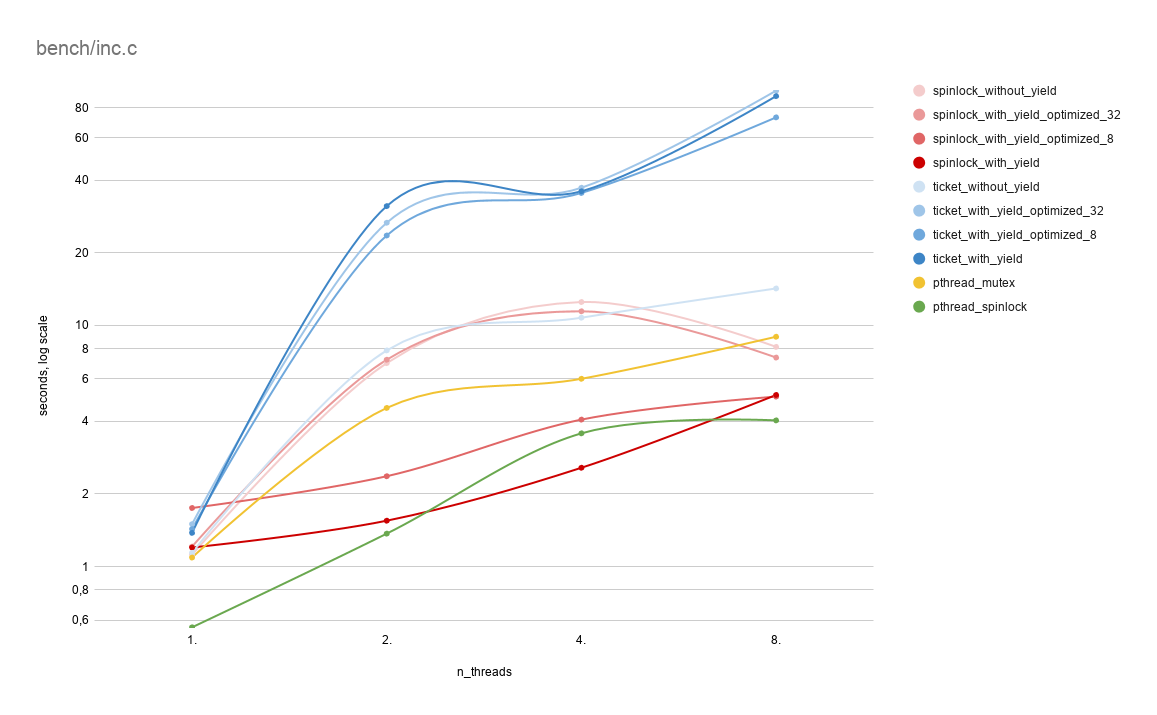 bench/inc.c
seconds, log scale
80
60
40
20
10
8
6
4
2
1
0,8
0,6
1.
2.
4.
8.
n_threads
spinlock_without_yield
spinlock_with_yield_optimized_32
spinlock_with_yield_optimized_8
spinlock_with_yield
ticket_without_yield
ticket_with_yield_optimized_32
ticket_with_yield_optimized_8
ticket_with_yield
pthread_mutex
pthread_spinlock